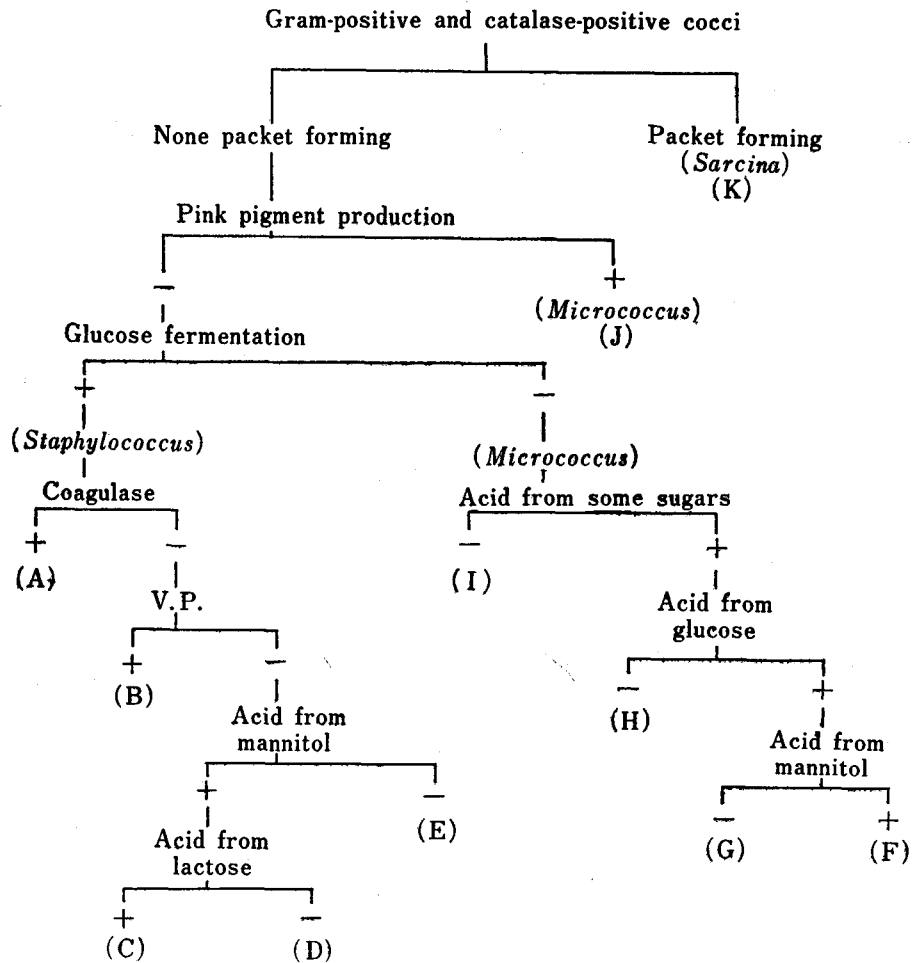 Gram-positive and catalase-positive cocci
None packet forming
Packet forming
(Sarcina)
(K)
Pink pigment production
−
+
(Micrococcus)
(J)
Glucose fermentation
+
−
(Staphylococcus)
(Micrococcus)
Coagulase
Acid from some sugars
+
−
−
+
(A)
(I)
V.P.
Acid from
glucose
+
−
−
+
(B)
(H)
Acid from
mannitol
Acid from
mannitol
+
−
−
+
(E)
(G)
(F)
Acid from
lactose
+
−
(C)
(D)